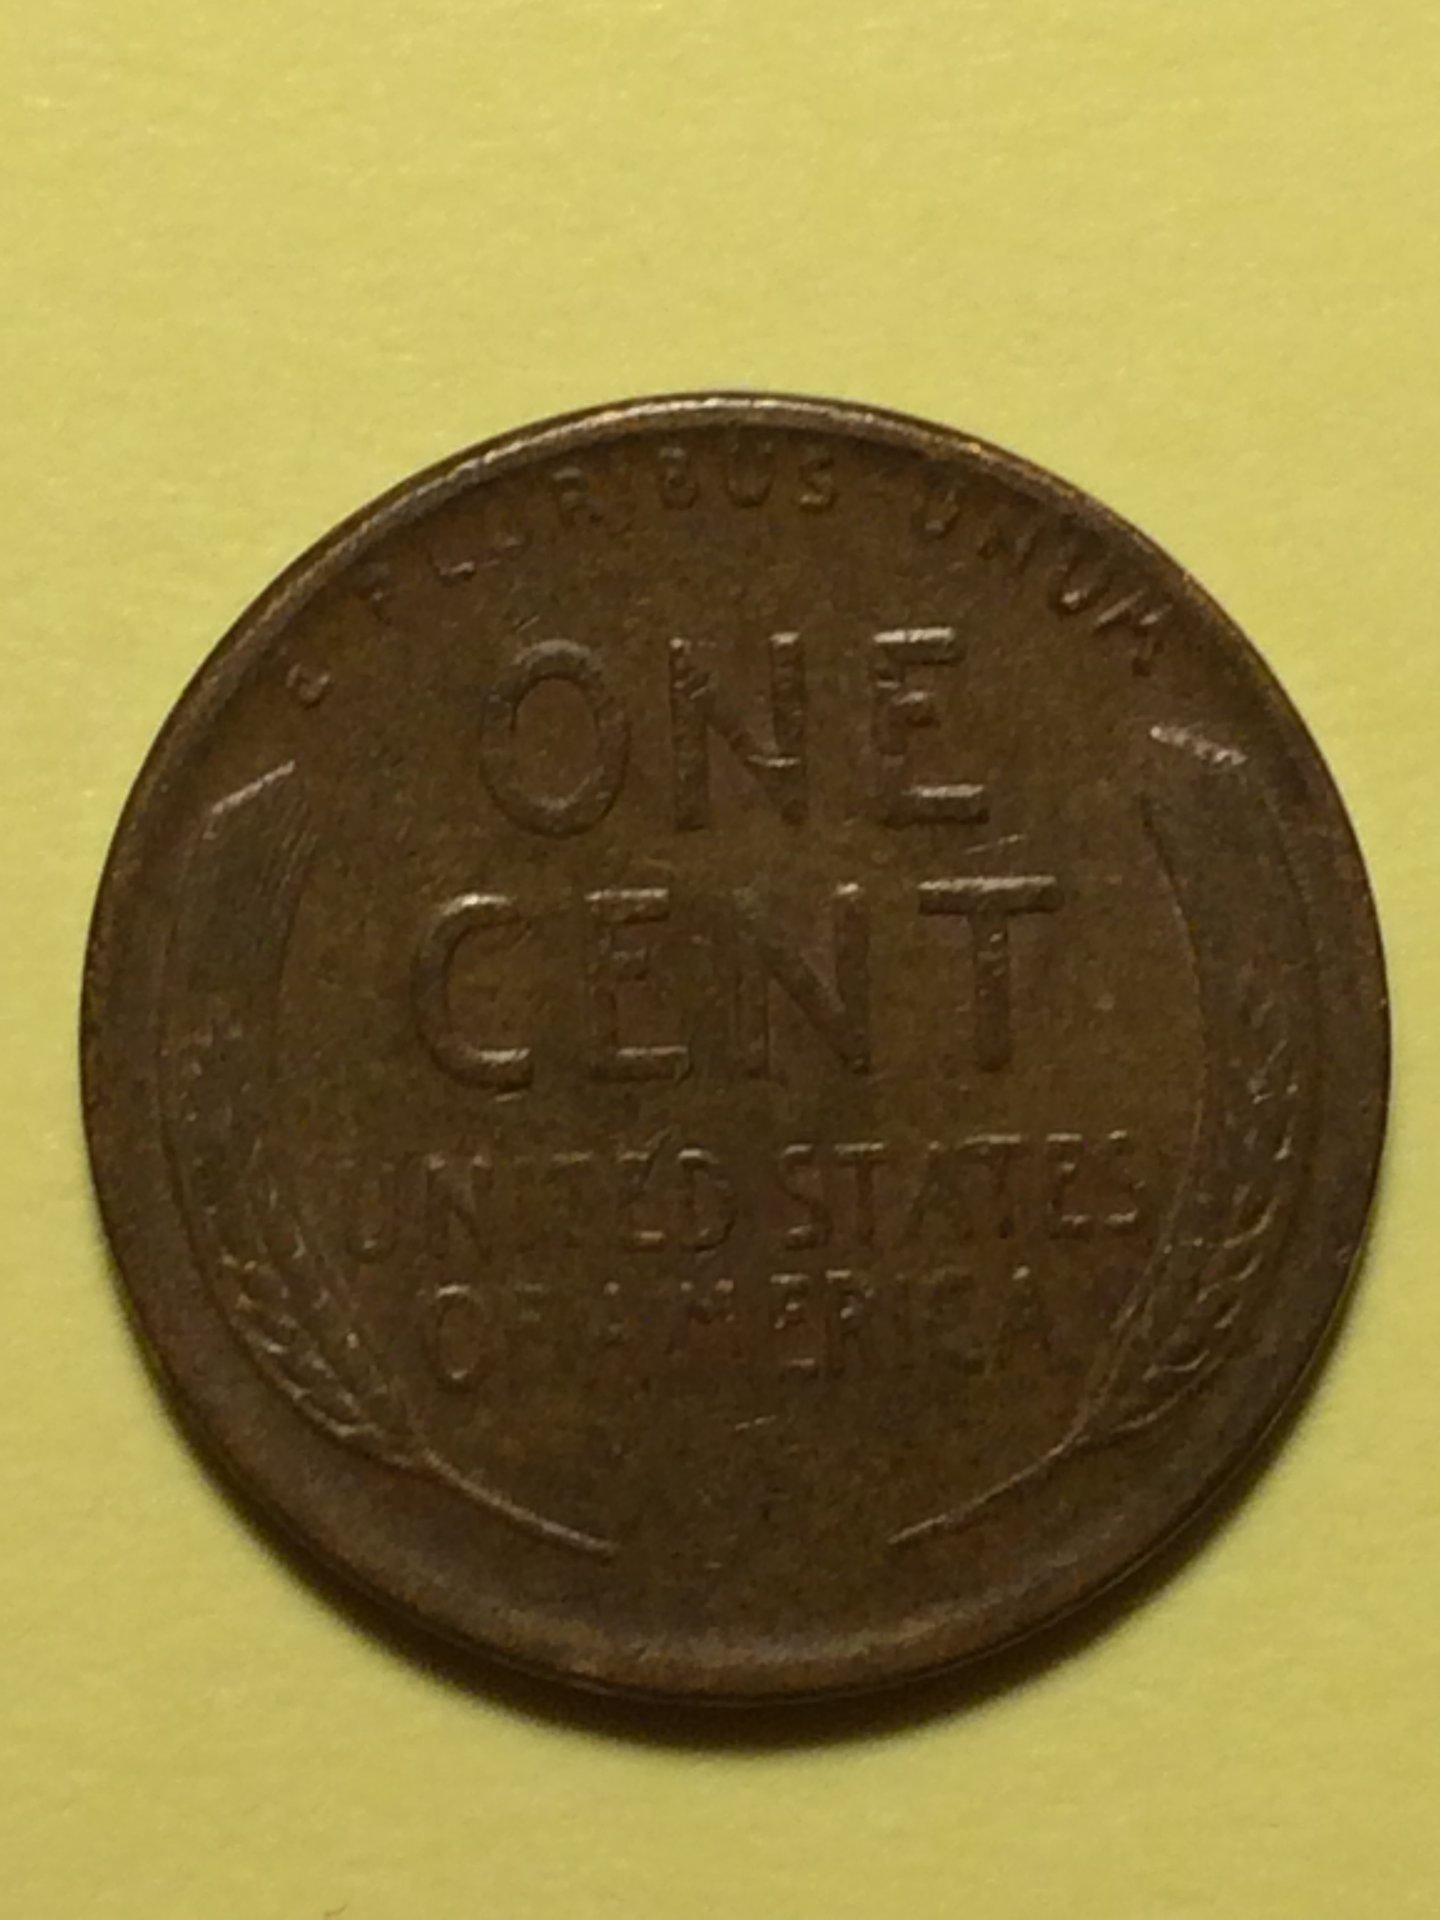 E PLURIBUS UNUM
ONE
CENT
UNITED STATES
OF AMERICA